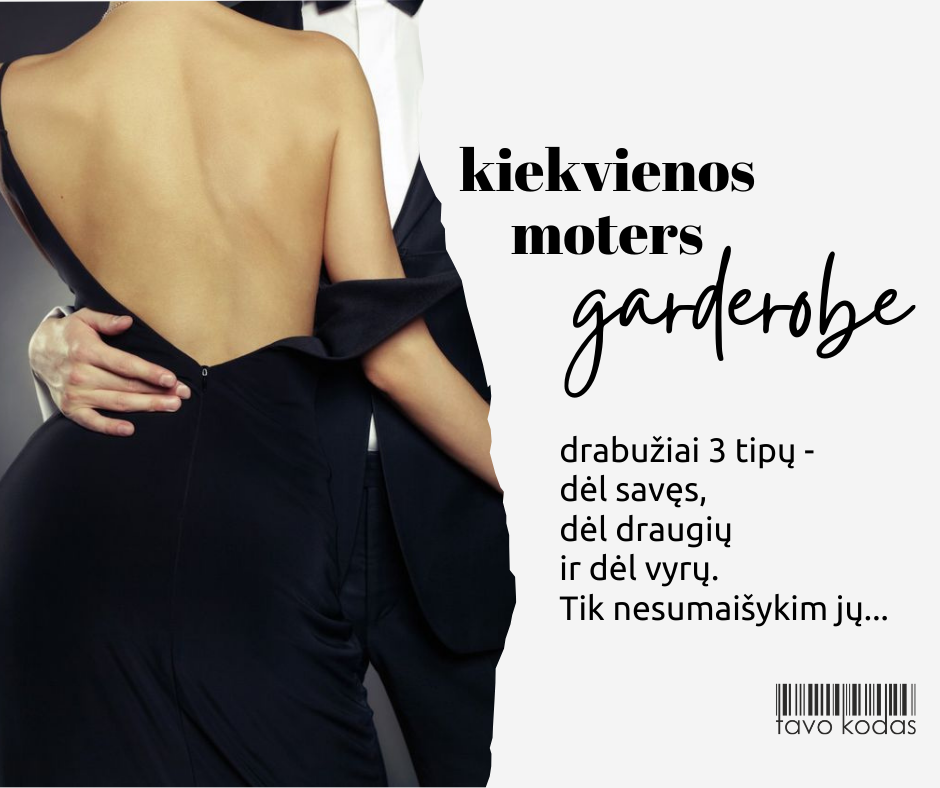 kiekvienos
moters
garderobe
drabužiai 3 tipų -
dėl savęs,
dėl draugių
ir dėl vyrų.
Tik nesumaišykim jų...
tavo kodas